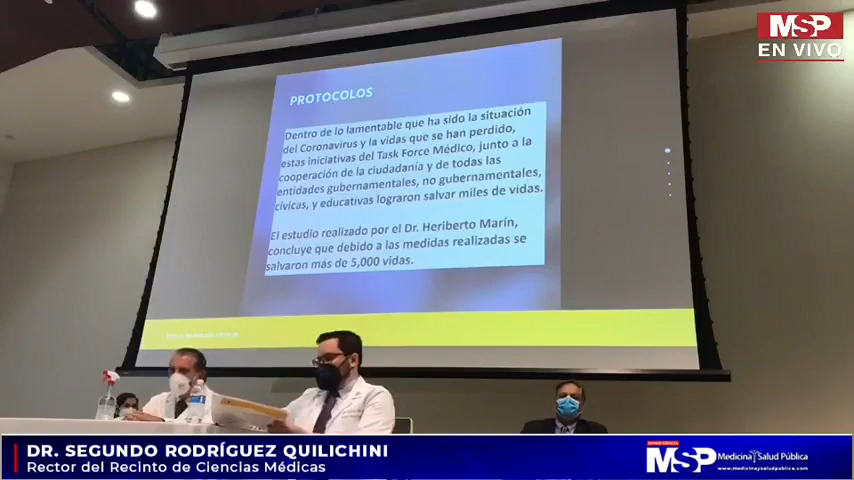 MSP
EN VIVO
PROTOCOLOS
Dentro de lo lamentable que ha sido la situación
del Coronavirus y la vidas que se han perdido,
estas iniciativas del Task Force Médico, junto a la
cooperación de la ciudadanía y de todas las
entidades gubernamentales, no gubernamentales,
cívicas, y educativas lograron salvar miles de vidas.
El estudio realizado por el Dr. Heriberto Marín,
concluye que debido a las medidas realizadas se
salvaron más de 5,000 vidas.
DR. SEGUNDO RODRÍGUEZ QUILICHINI
Rector del Recinto de Ciencias Médicas
MSP Medicina y Salud Pública
www.medicinaysaludpublica.com